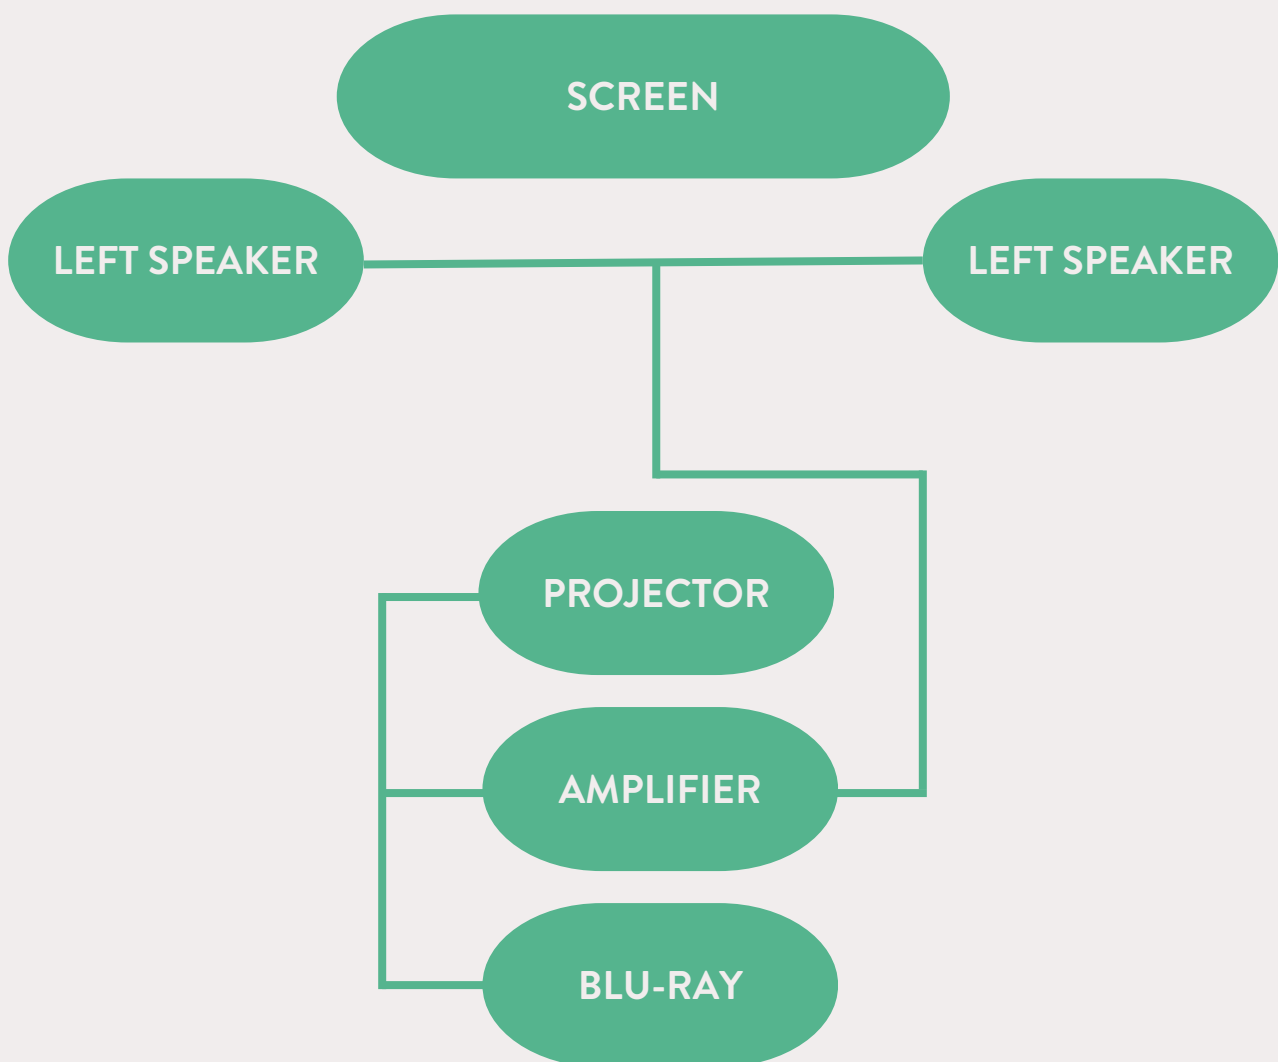 SCREEN
LEFT SPEAKER
LEFT SPEAKER
PROJECTOR
AMPLIFIER
BLU-RAY